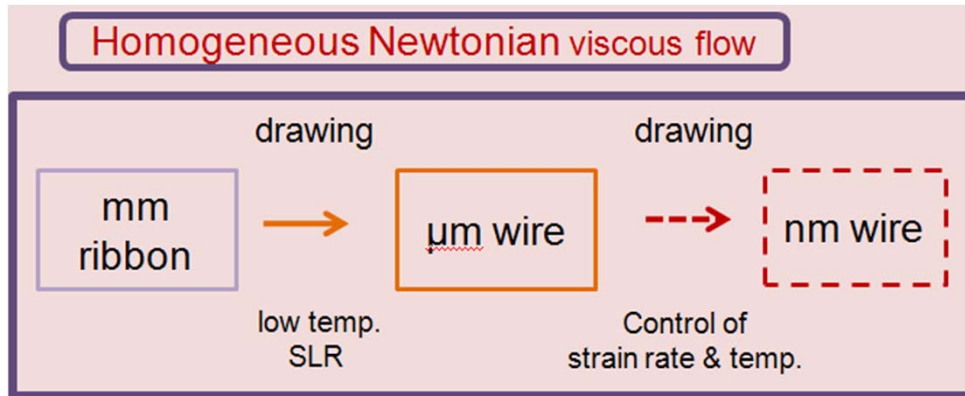 Homogeneous Newtonian viscous flow
drawing
drawing
mm
ribbon
µm wire
nm wire
low temp.
SLR
Control of
strain rate & temp.